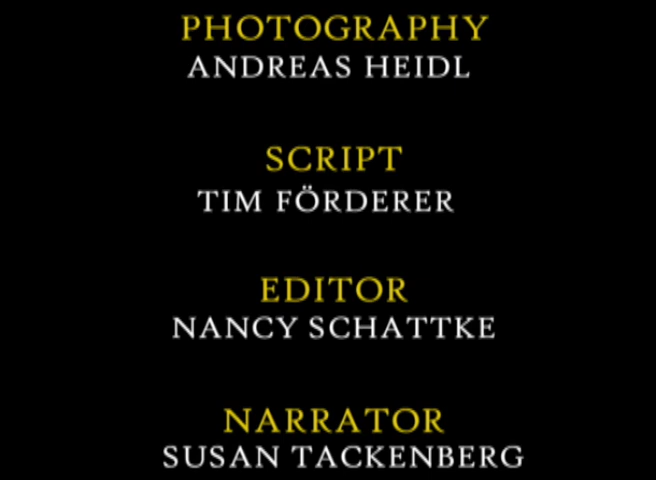 PHOTOGRAPHY
ANDREAS HEIDL
SCRIPT
TIM FÖRDERER
EDITOR
NANCY SCHATTKE
NARRATOR
SUSAN TACKENBERG